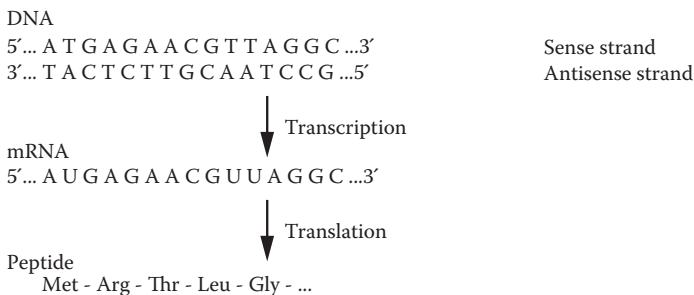 DNA
5′... A T G A G A A C G T T A G G C ...3′ Sense strand
3′... T A C T C T T G C A A T C C G ...5′ Antisense strand
Transcription
mRNA
5′... A U G A G A A C G U U A G G C ...3′
Translation
Peptide
Met - Arg - Thr - Leu - Gly - ...